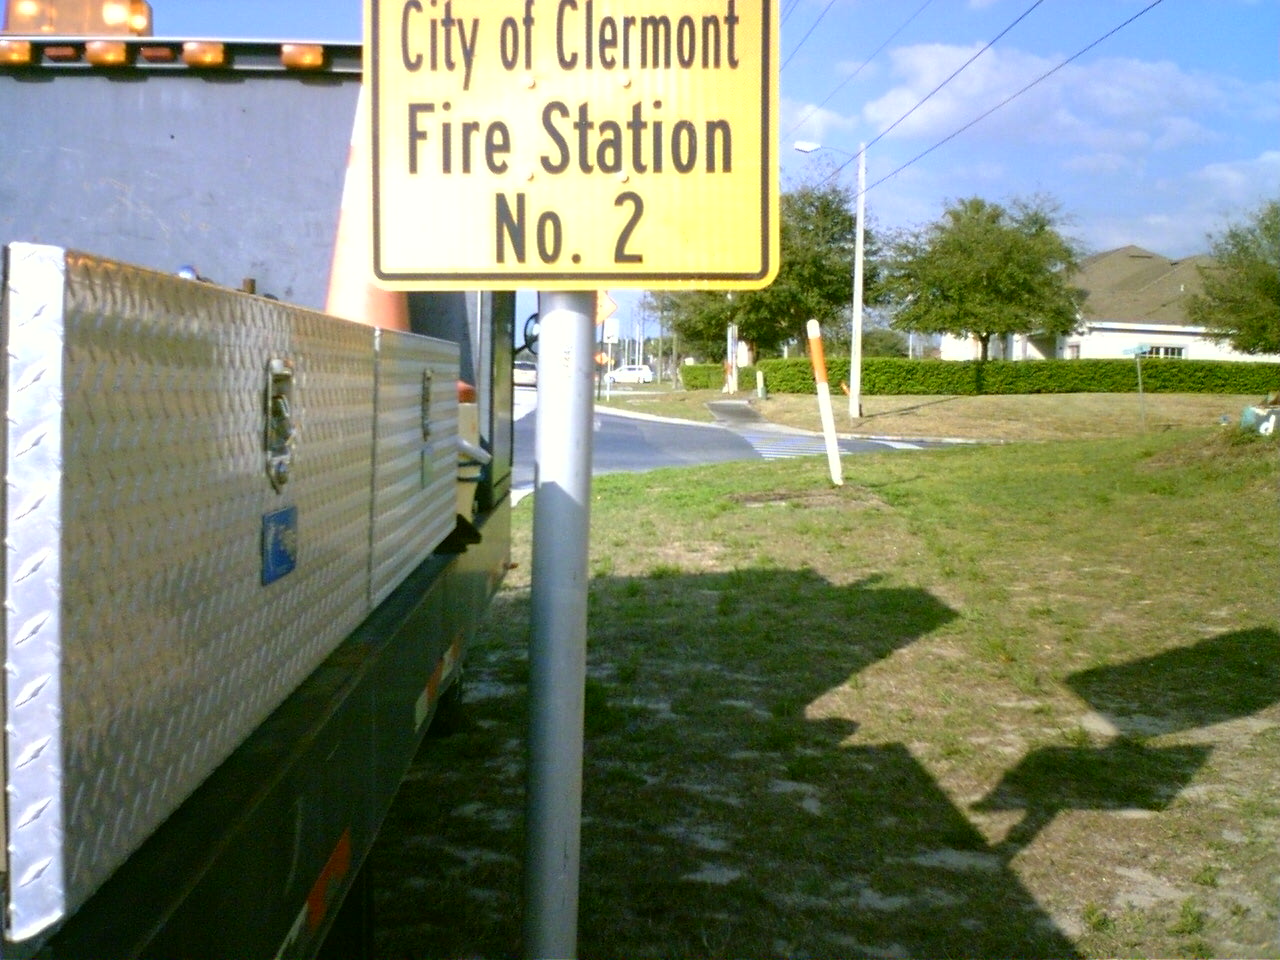 City of Clermont
Fire Station
No. 2